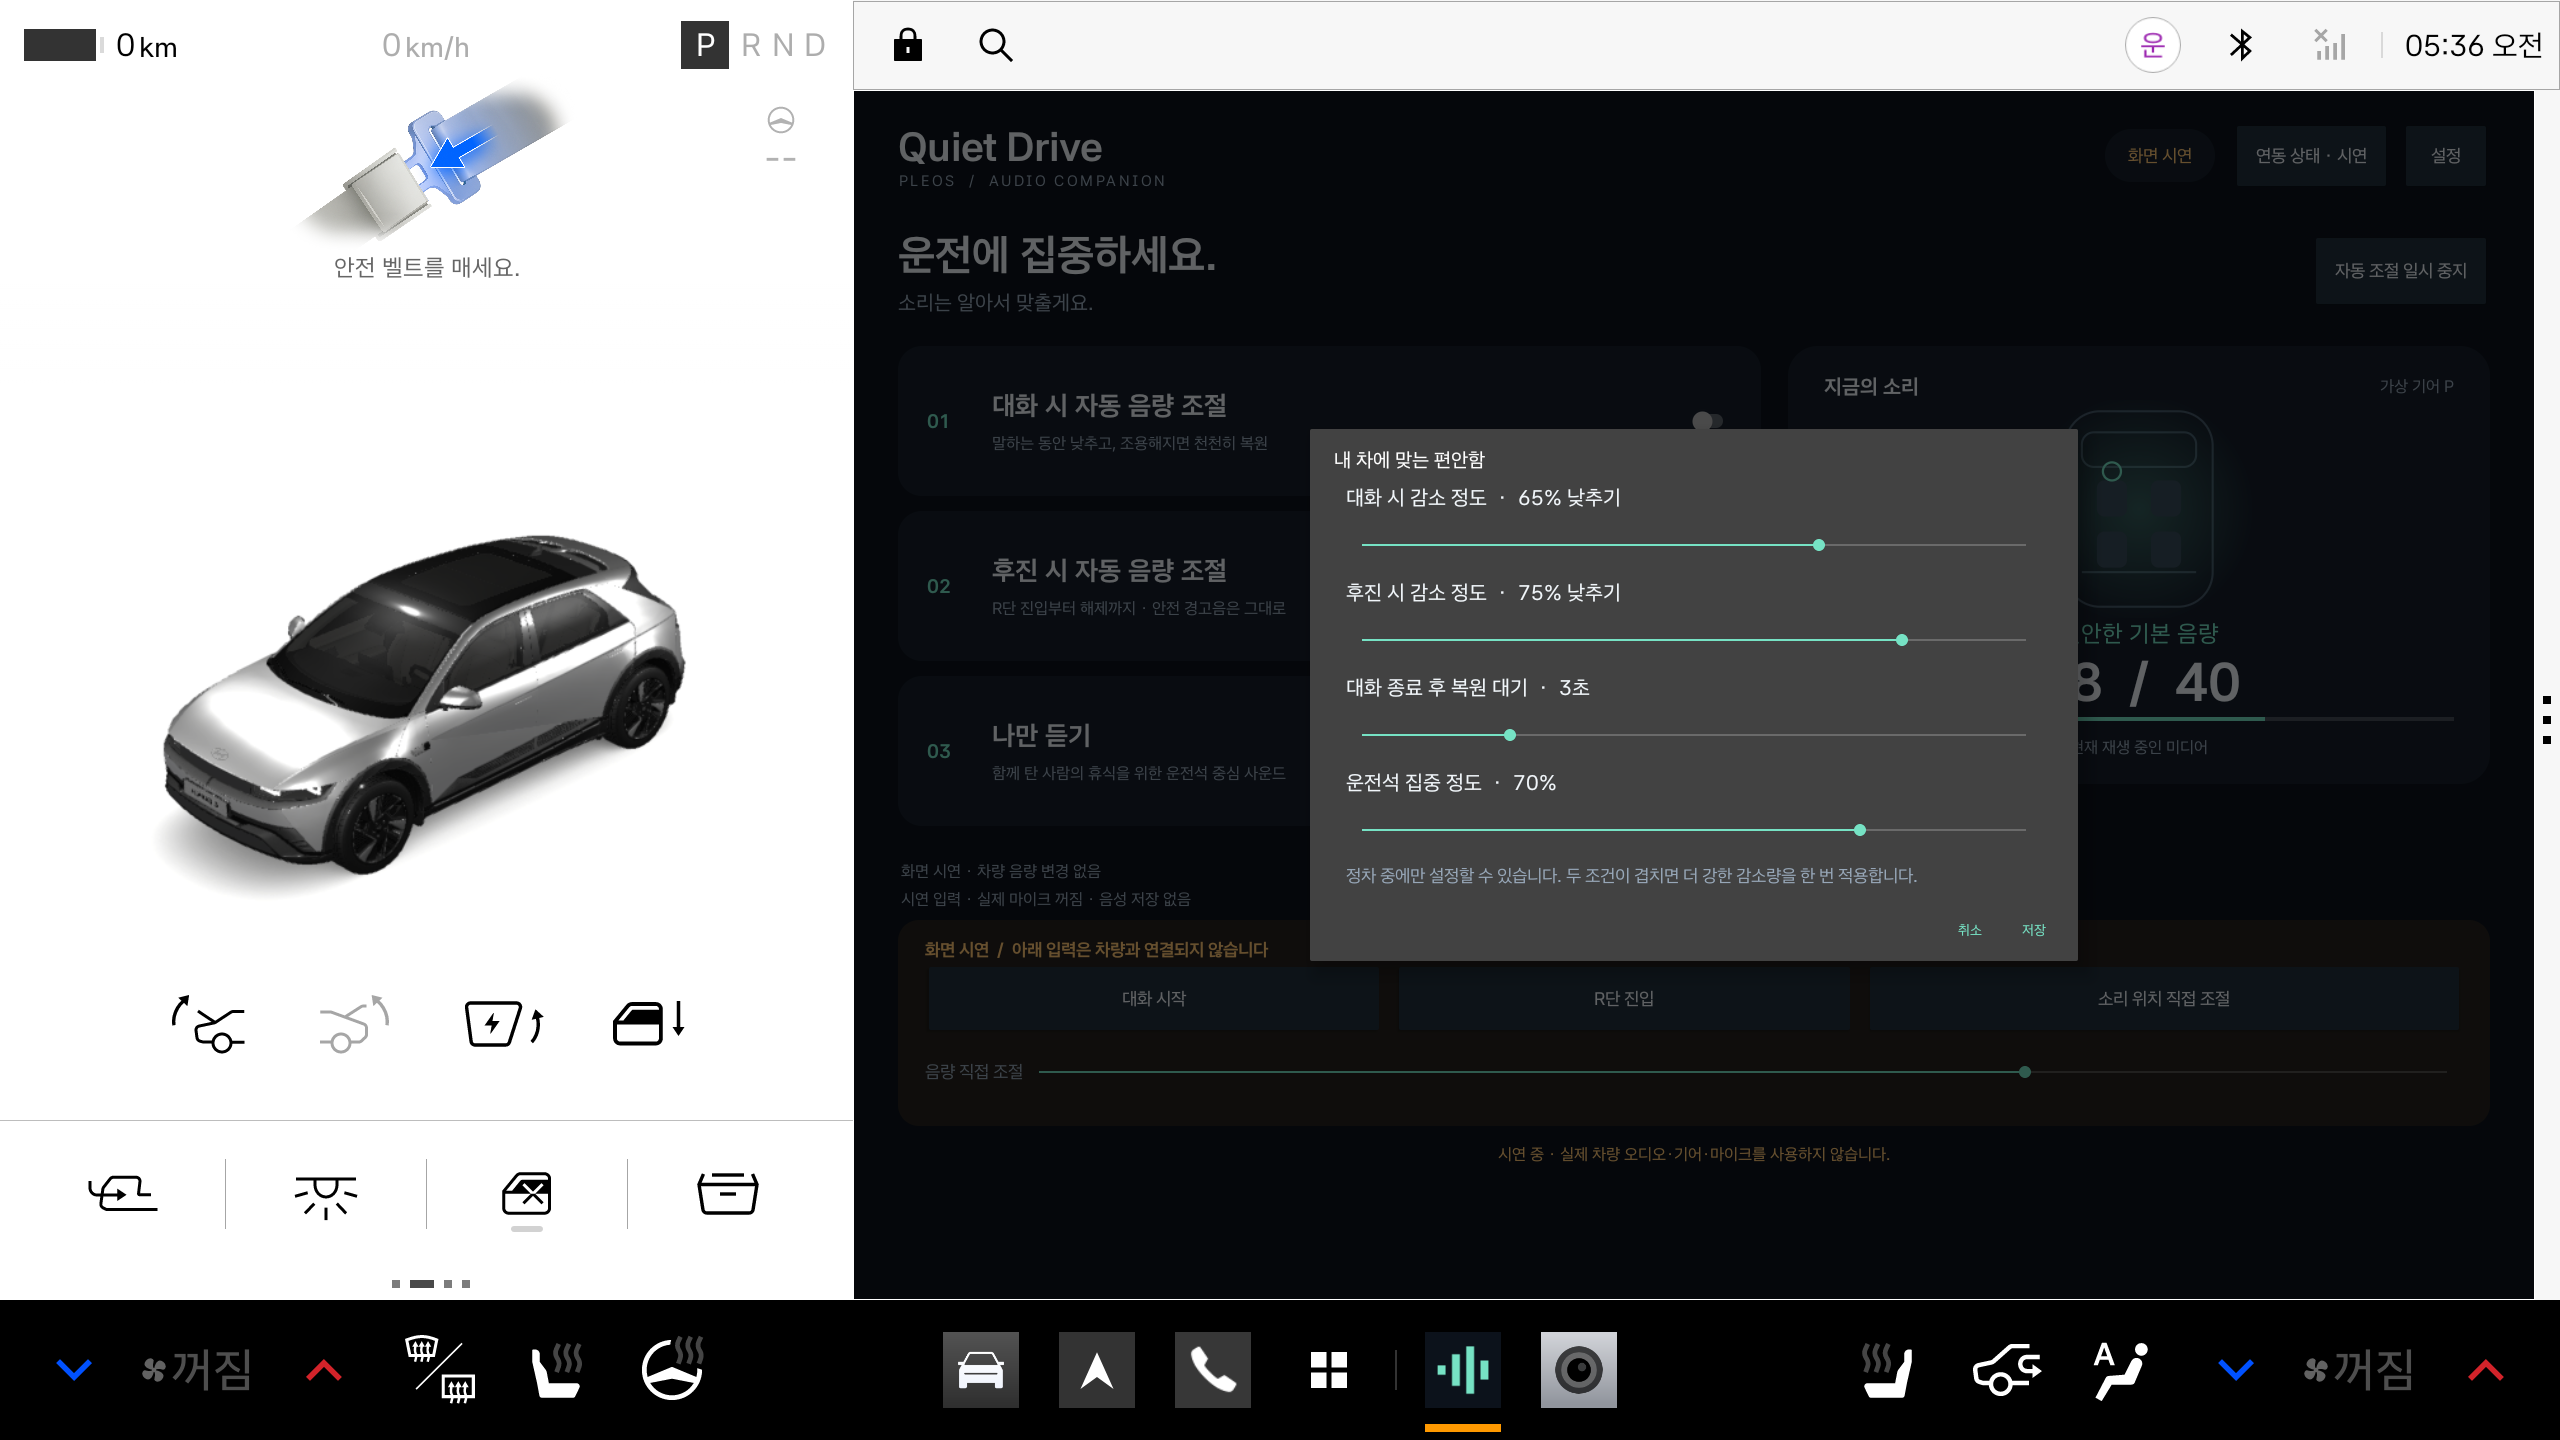 0 km
0 km/h
P R N D
안전 벨트를 매세요.
운
05:36 오전
Quiet Drive
PLEOS / AUDIO COMPANION
화면 시연
연동 상태 · 시연
설정
운전에 집중하세요.
소리는 알아서 맞출게요.
자동 조절 일시 중지
01
대화 시 자동 음량 조절
말하는 동안 낮추고, 조용해지면 천천히 복원
02
후진 시 자동 음량 조절
R단 진입부터 해제까지 · 안전 경고음은 그대로
03
나만 듣기
함께 탄 사람의 휴식을 위한 운전석 중심 사운드
지금의 소리
가상 기어 P
안한 기본 음량
8 / 40
재생 중인 미디어
내 차에 맞는 편안함
대화 시 감소 정도 · 65% 낮추기
후진 시 감소 정도 · 75% 낮추기
대화 종료 후 복원 대기 · 3초
운전석 집중 정도 · 70%
정차 중에만 설정할 수 있습니다. 두 조건이 겹치면 더 강한 감소량을 한 번 적용합니다.
취소
저장
화면 시연 · 차량 음량 변경 없음
시연 입력 · 실제 마이크 꺼짐 · 음성 저장 없음
화면 시연 / 아래 입력은 차량과 연결되지 않습니다
대화 시작
R단 진입
소리 위치 직접 조절
음량 직접 조절
시연 중 · 실제 차량 오디오·기어·마이크를 사용하지 않습니다.
꺼짐
A
꺼짐